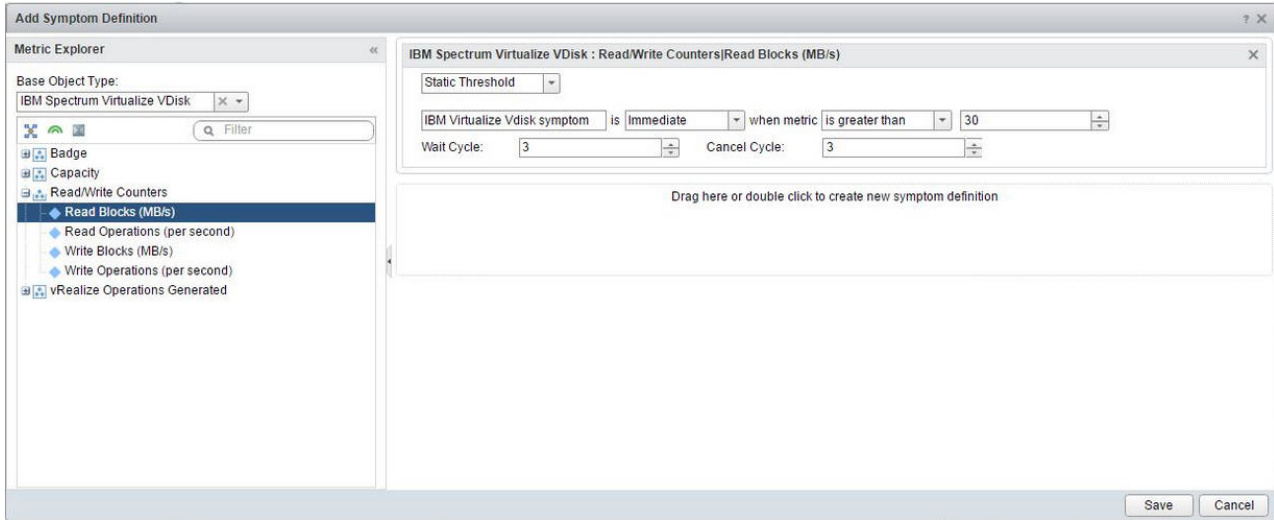 Add Symptom Definition
?
Metric Explorer
Base Object Type:
IBM Spectrum Virtualize VDisk
Filter
Badge
Capacity
Read/Write Counters
Read Blocks (MB/s)
Read Operations (per second)
Write Blocks (MB/s)
Write Operations (per second)
vRealize Operations Generated
IBM Spectrum Virtualize VDisk : Read/Write Counters|Read Blocks (MB/s)
Static Threshold
IBM Virtualize Vdisk symptom is Immediate when metric is greater than 30
Wait Cycle: 3 Cancel Cycle: 3
Drag here or double click to create new symptom definition
Save Cancel